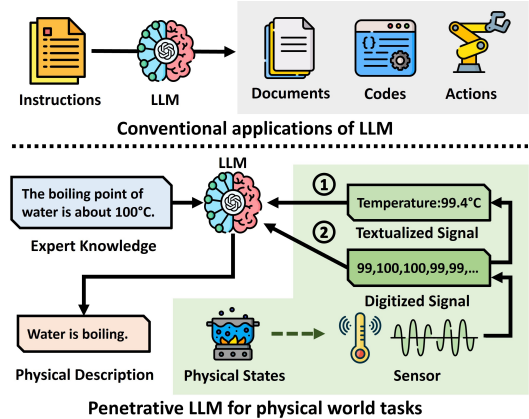 Instructions
LLM
Documents
Codes
Actions
Conventional applications of LLM
LLM
The boiling point of
water is about 100°C.
Expert Knowledge
①
Temperature:99.4°C
Textualized Signal
②
99,100,100,99,99,...
Digitized Signal
Water is boiling.
Physical Description
Physical States
Sensor
Penetrative LLM for physical world tasks